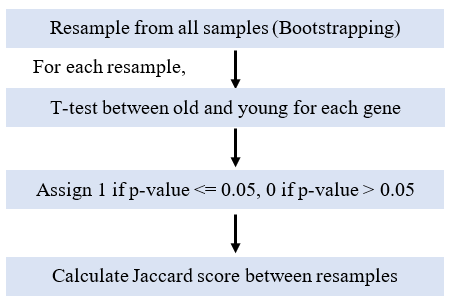 Resample from all samples (Bootstrapping)
For each resample,
T-test between old and young for each gene
Assign 1 if p-value <= 0.05, 0 if p-value > 0.05
Calculate Jaccard score between resamples